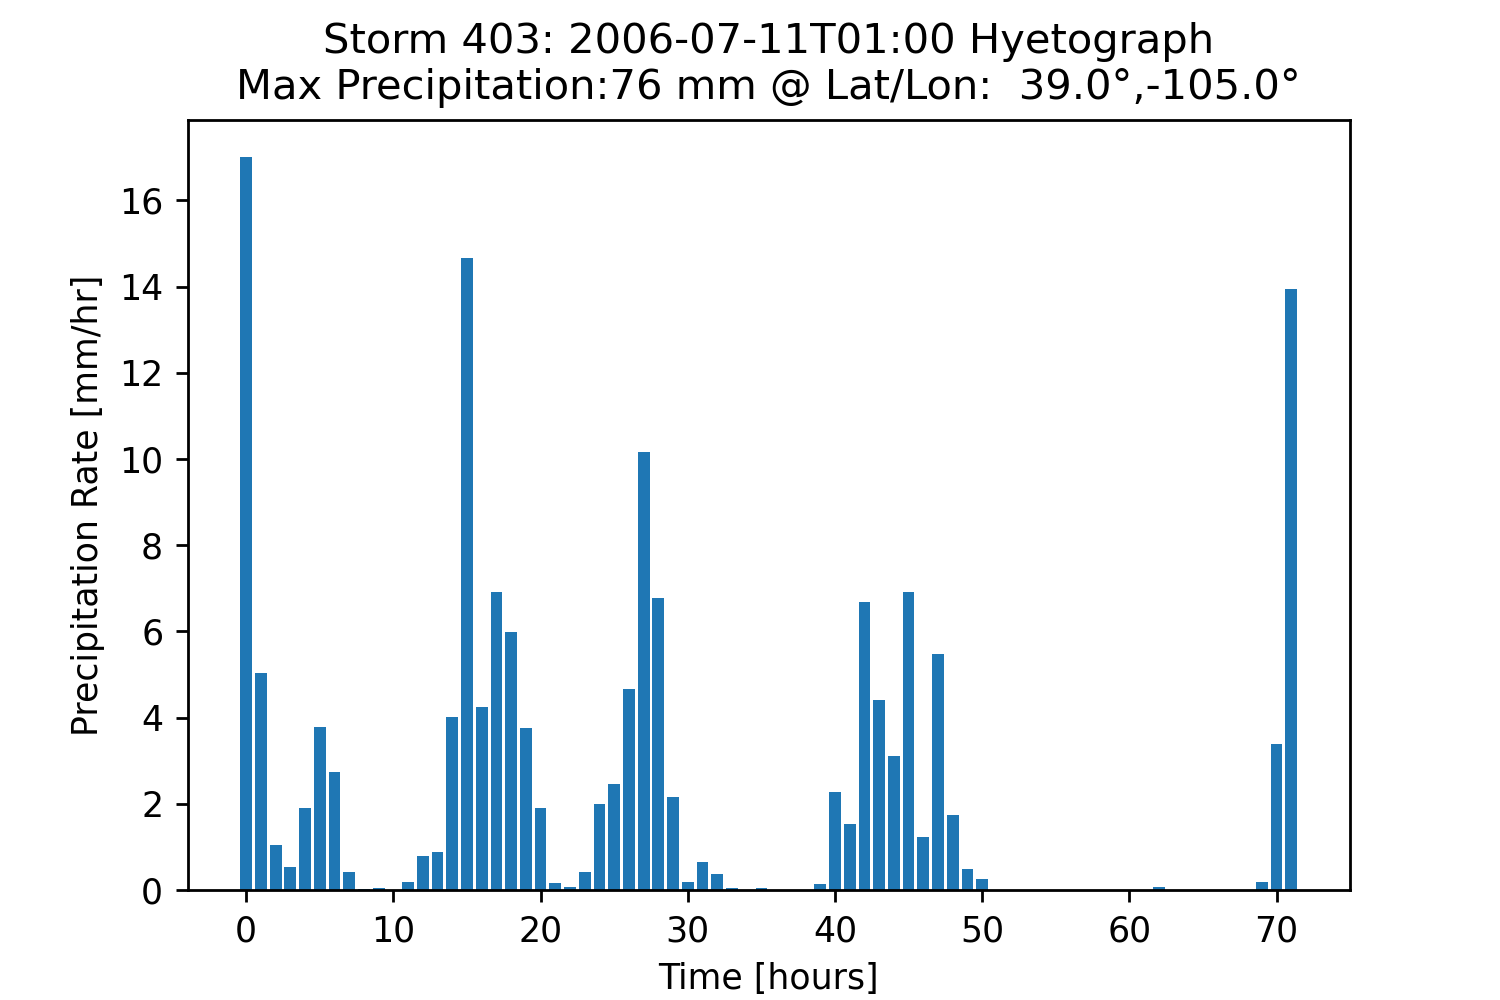 Storm 403: 2006-07-11T01:00 Hyetograph
Max Precipitation:76 mm @ Lat/Lon:  39.0°,-105.0°
Precipitation Rate [mm/hr]
16
14
12
10
8
6
4
2
0
0 10 20 30 40 50 60 70
Time [hours]